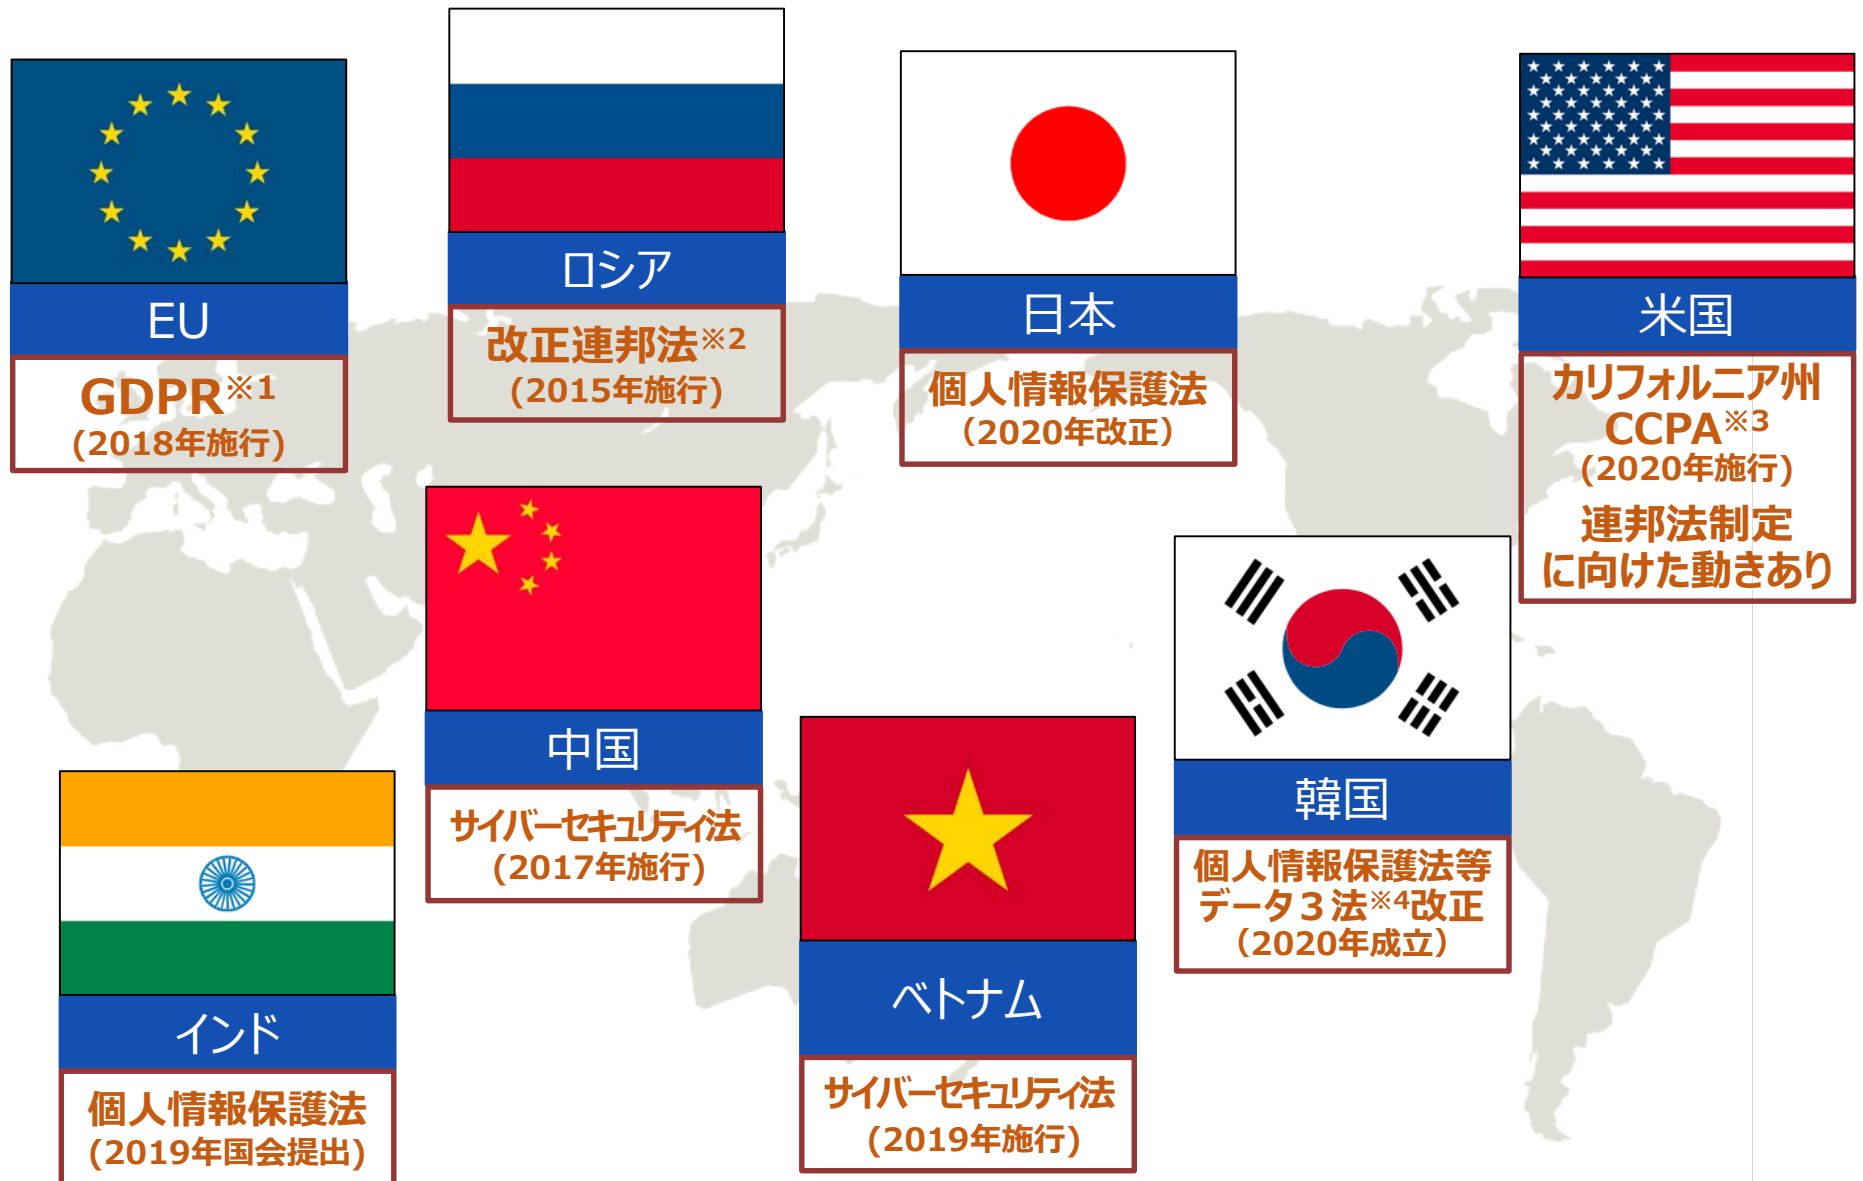 EU
GDPR※1
(2018年施行)
ロシア
改正連邦法※2
(2015年施行)
日本
個人情報保護法
（2020年改正）
米国
カリフォルニア州
CCPA※3
(2020年施行)
連邦法制定
に向けた動きあり
中国
サイバーセキュリティ法
(2017年施行)
韓国
個人情報保護法等
データ３法※4改正
（2020年成立）
インド
個人情報保護法
(2019年国会提出)
ベトナム
サイバーセキュリティ法
(2019年施行)